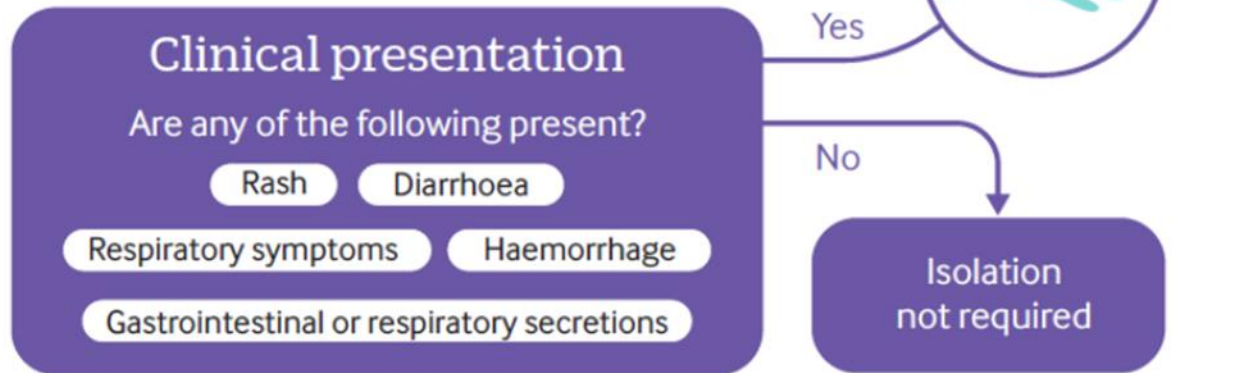 Clinical presentation
Are any of the following present?
Rash Diarrhoea
Respiratory symptoms Haemorrhage
Gastrointestinal or respiratory secretions
Yes
No
Isolation
not required